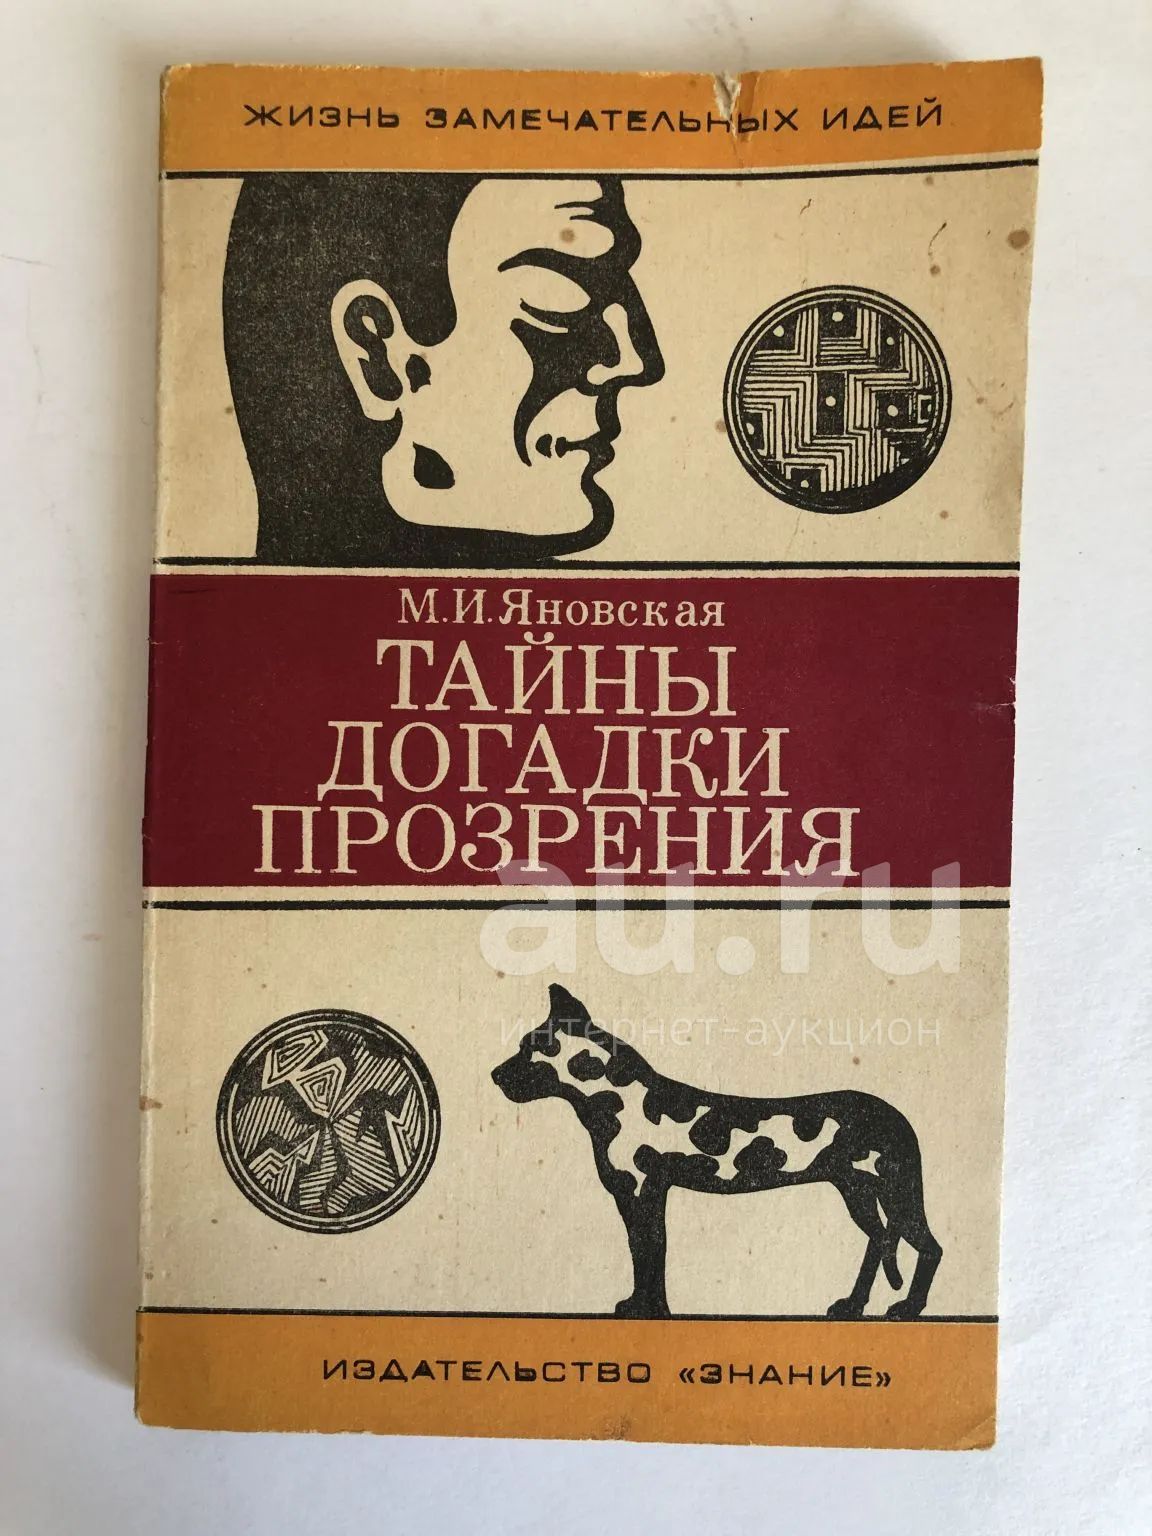 ЖИЗНЬ ЗАМЕЧАТЕЛЬНЫХ ИДЕЙ
М.И.Яновская
ТАЙНЫ
ДОГАДКИ
ПРОЗРЕНИЯ
au.ru
интернет-аукцион
ИЗДАТЕЛЬСТВО «ЗНАНИЕ»